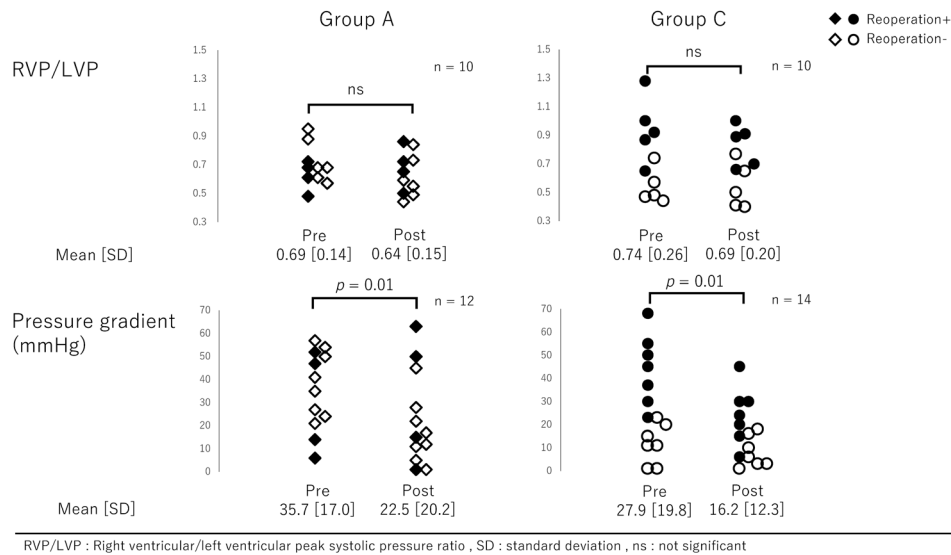 Group A
Group C
Reoperation+
Reoperation-
RVP/LVP
1.5
1.3
1.1
0.9
0.7
0.5
0.3
ns
n = 10
1.5
1.3
1.1
0.9
0.7
0.5
0.3
ns
n = 10
Pre Post
Pre Post
Mean [SD]
0.69 [0.14] 0.64 [0.15]
0.74 [0.26] 0.69 [0.20]
Pressure gradient
(mmHg)
70
60
50
40
30
20
10
0
p = 0.01
n = 12
70
60
50
40
30
20
10
0
p = 0.01
n = 14
Pre Post
Pre Post
Mean [SD]
35.7 [17.0] 22.5 [20.2]
27.9 [19.8] 16.2 [12.3]
RVP/LVP : Right ventricular/left ventricular peak systolic pressure ratio , SD : standard deviation , ns : not significant